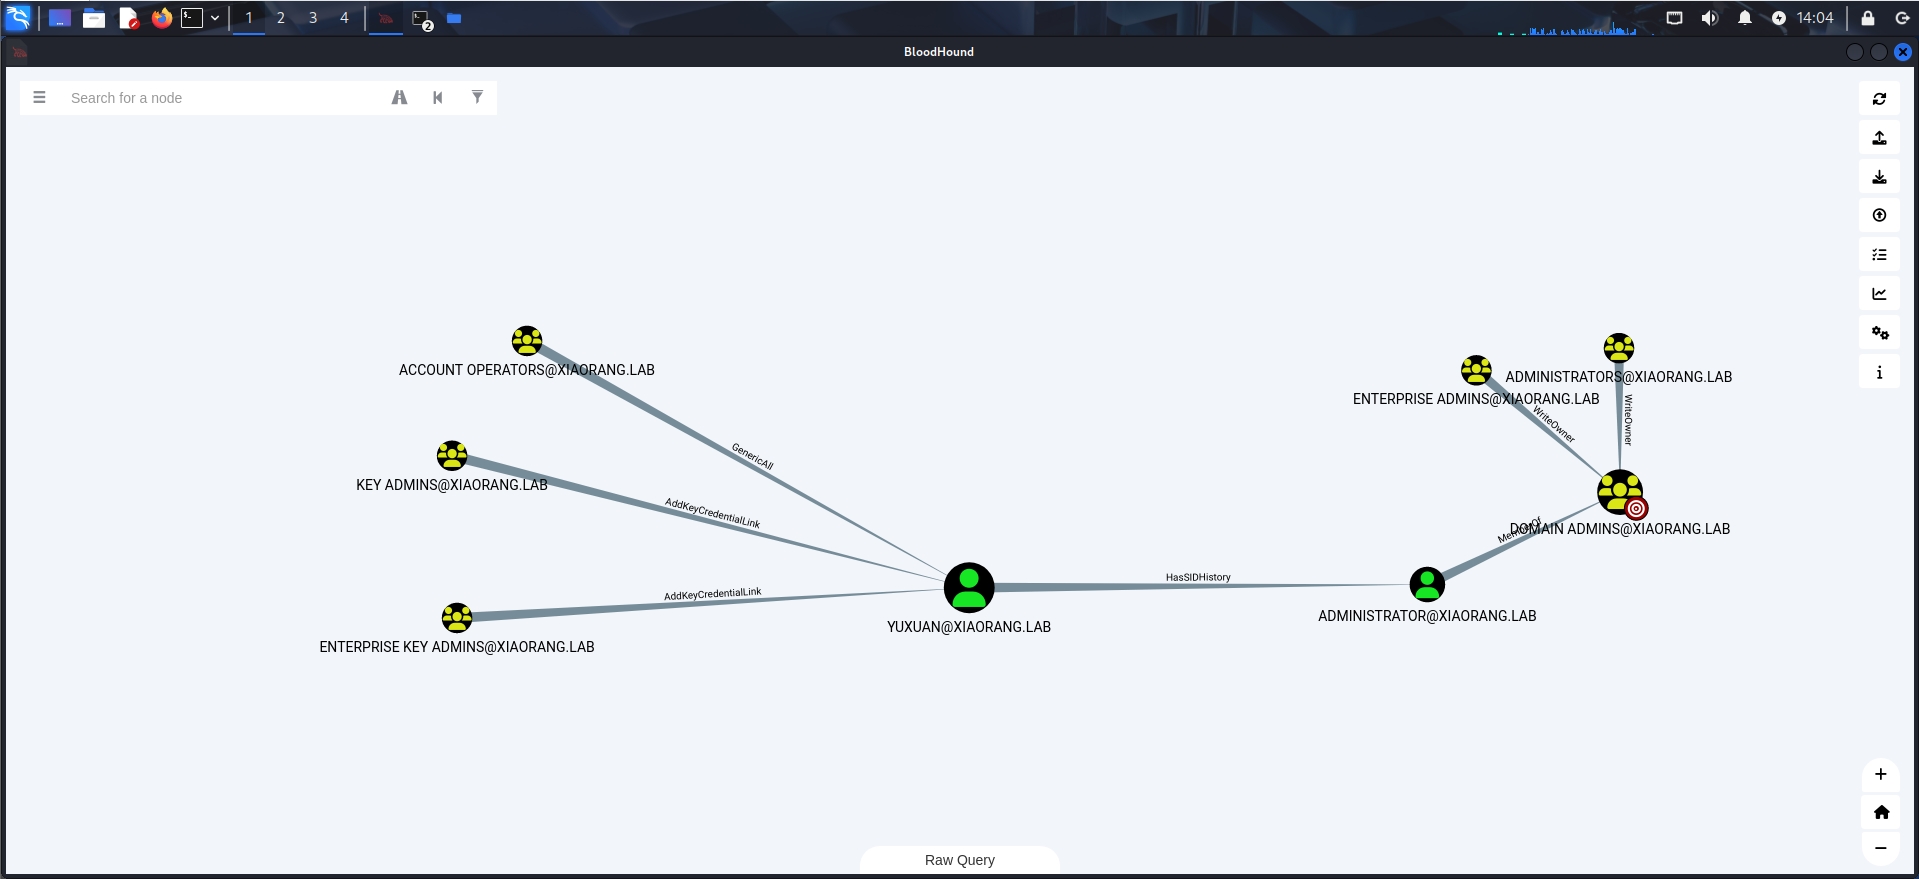 1 2 3 4 2 14:04
BloodHound
Search for a node
ACCOUNT OPERATORS@XIAORANG.LAB
ADMINISTRATORS@XIAORANG.LAB
ENTERPRISE ADMINS@XIAORANG.LAB
WriteOwner
WriteOwner
GenericAll
KEY ADMINS@XIAORANG.LAB
AddKeyCredentialLink
MemberOf
DOMAIN ADMINS@XIAORANG.LAB
HasSIDHistory
AddKeyCredentialLink
ADMINISTRATOR@XIAORANG.LAB
YUXUAN@XIAORANG.LAB
ENTERPRISE KEY ADMINS@XIAORANG.LAB
Raw Query